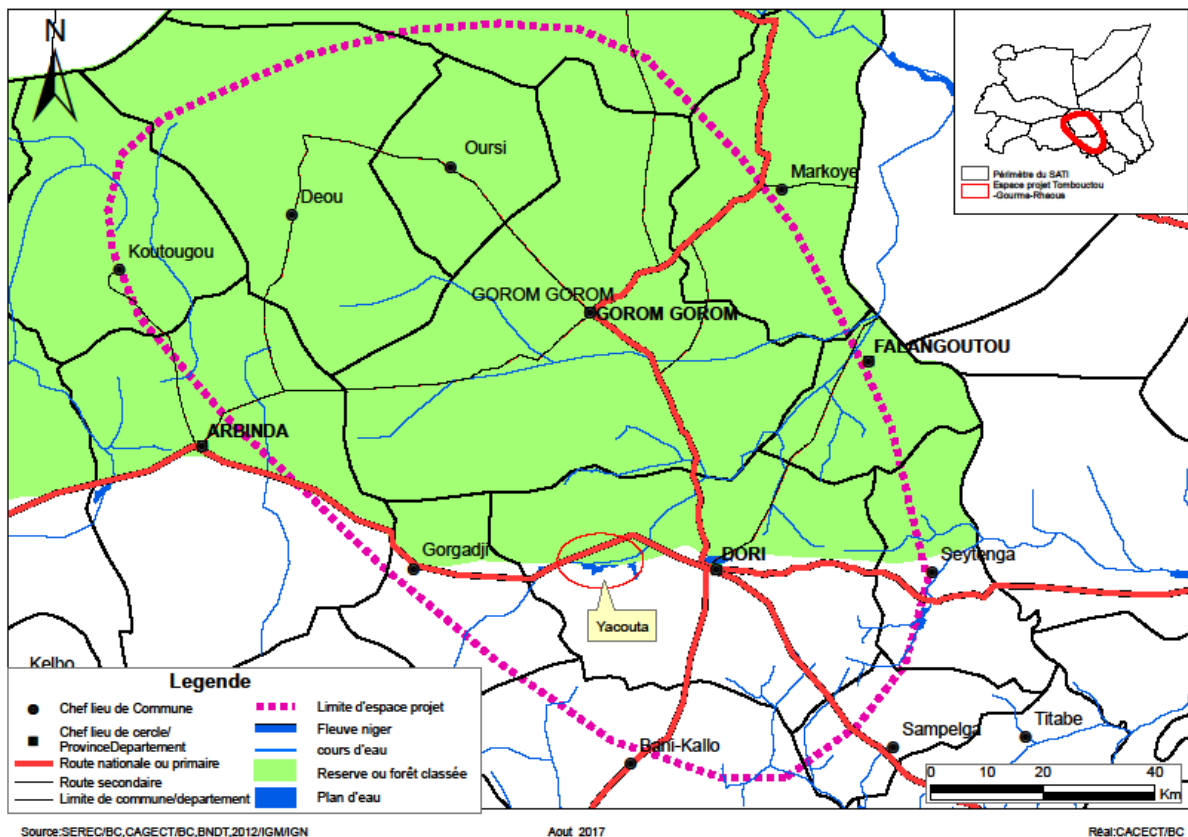 N
Oursi
Markoye
Deou
Koutougou
GOROM GOROM
GOROM GOROM
FALANGOUTOU
ARBINDA
Gorgadji
DORI
Seytenga
Yacouta
Kelbo
Bani-Kallo
Sampelga
Titabe
Périmètre du SATI
Espace projet Tombouctou
-Gourma-Rhaous
Legende
Chef lieu de Commune
Chef lieu de cercle/
ProvinceDepartement
Route nationale ou primaire
Route secondaire
Limite de commune/departement
Limite d'espace projet
Fleuve niger
cours d'eau
Reserve ou forêt classée
Plan d'eau
0 10 20 40
Km
Source:SEREC/BC,CAGECT/BC,BNDT,2012/IGM/IGN
Aout 2017
Réal:CACECT/BC